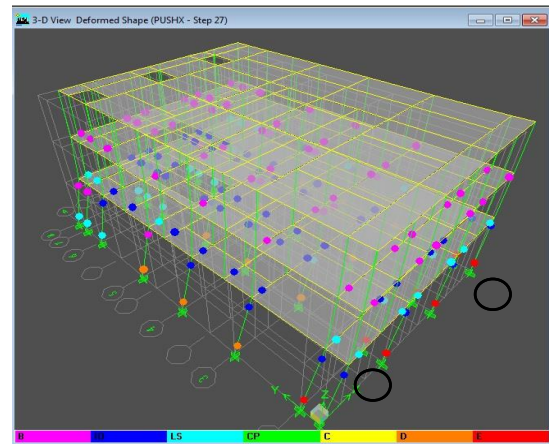 3-D View Deformed Shape (PUSHX - Step 27)
Y
Z
B IO LS CP C D E